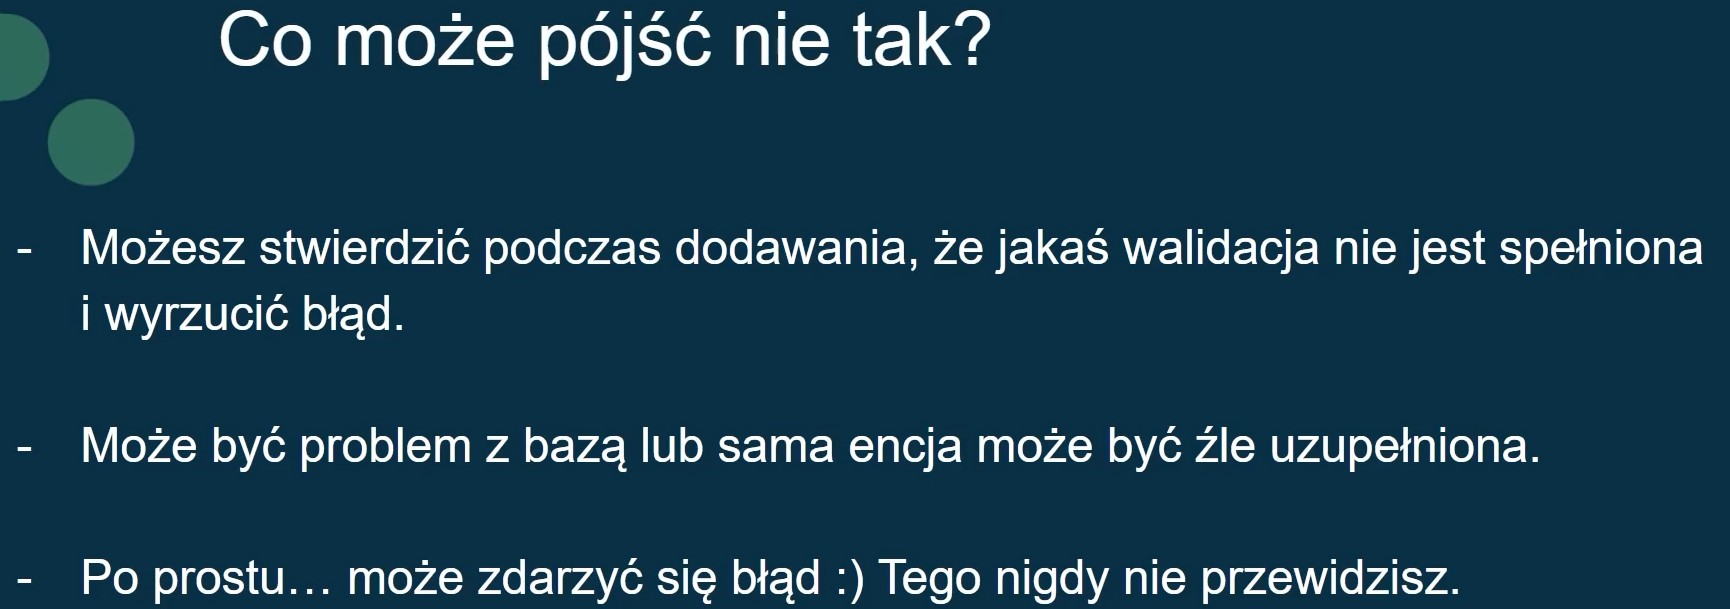 Co może pójść nie tak?
- Możesz stwierdzić podczas dodawania, że jakaś walidacja nie jest spełniona
i wyrzucić błąd.
- Może być problem z bazą lub sama encja może być źle uzupełniona.
- Po prostu... może zdarzyć się błąd :) Tego nigdy nie przewidzisz.